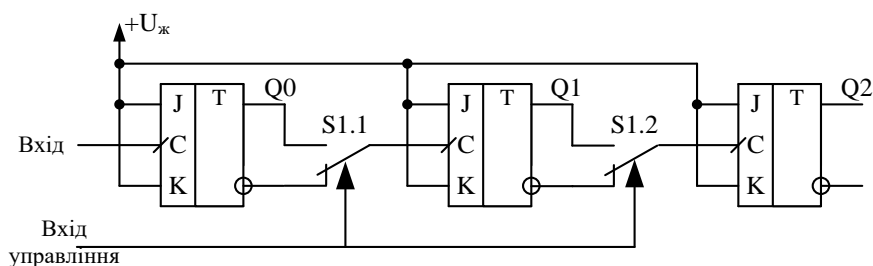 +Uж
J T Q0
C
K
S1.1
J T Q1
C
K
S1.2
J T Q2
C
K
Вхід
Вхід
управління